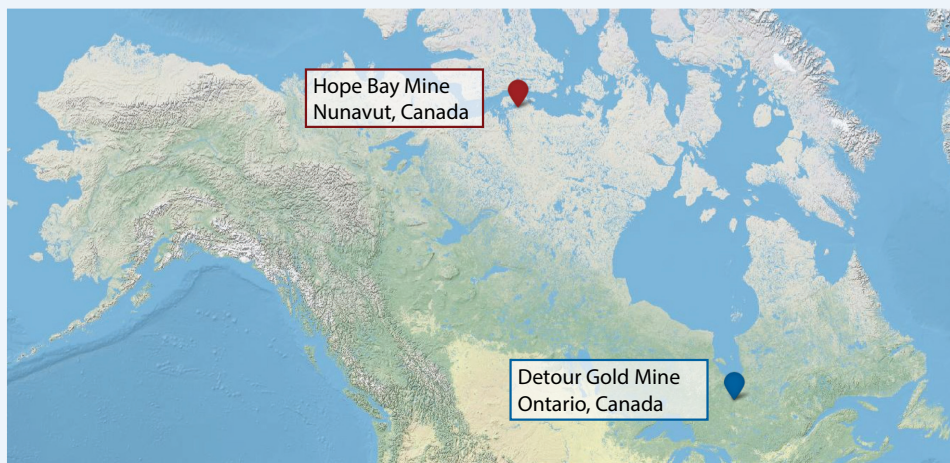 Hope Bay Mine
Nunavut, Canada
Detour Gold Mine
Ontario, Canada